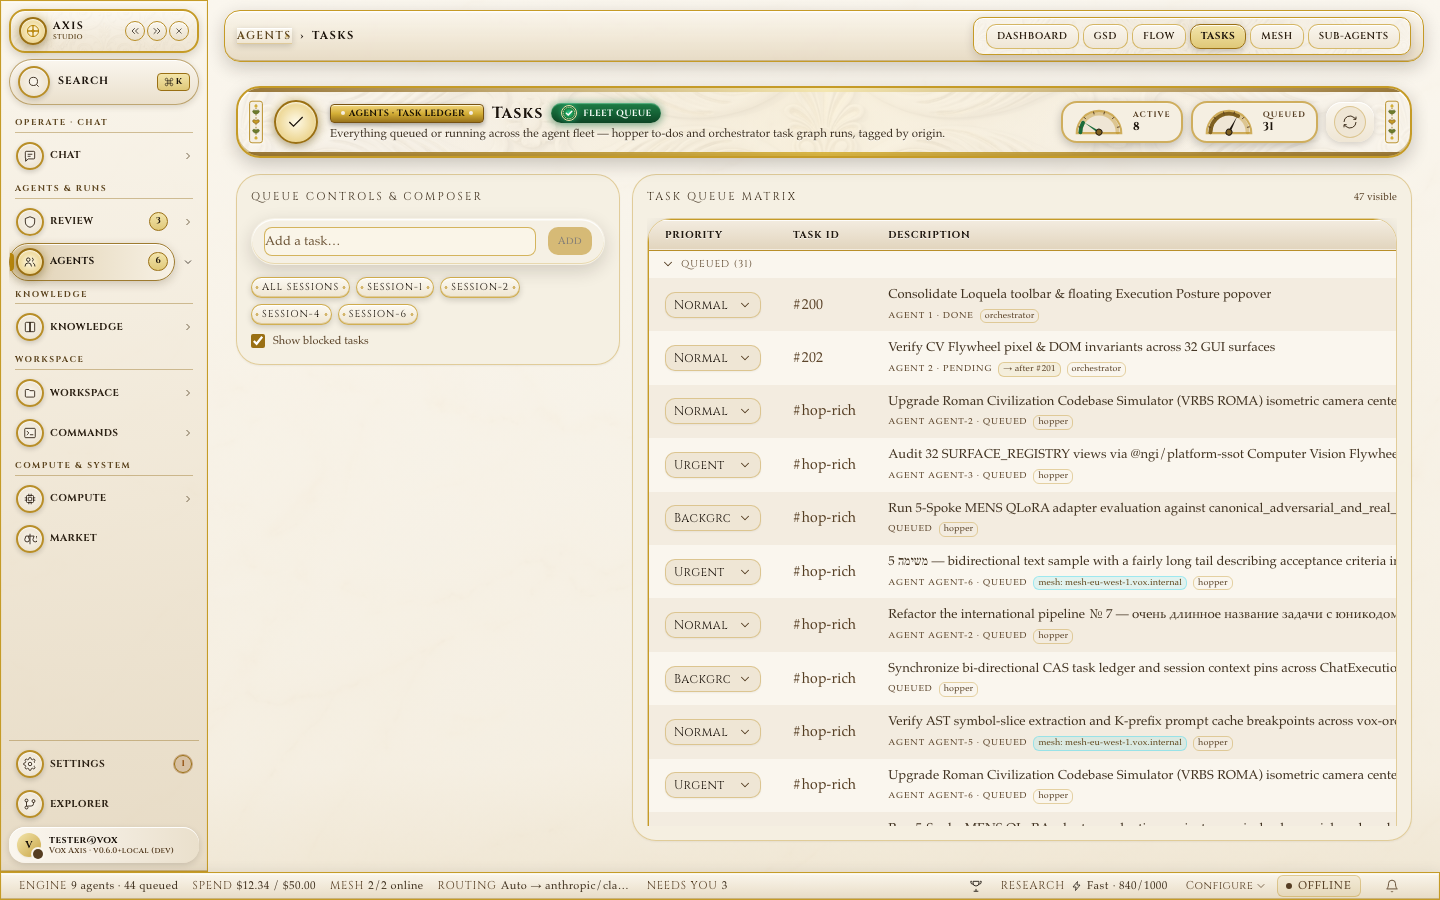 AXIS
STUDIO
SEARCH
⌘K
OPERATE · CHAT
CHAT
AGENTS & RUNS
REVIEW 3
AGENTS 6
KNOWLEDGE
KNOWLEDGE
WORKSPACE
WORKSPACE
COMMANDS
COMPUTE & SYSTEM
COMPUTE
MARKET
SETTINGS 1
EXPLORER
V
TESTER@VOX
VOX AXIS · V0.6.0+LOCAL (DEV)
AGENTS › TASKS
DASHBOARD GSD FLOW TASKS MESH SUB-AGENTS
AGENTS · TASK LEDGER TASKS FLEET QUEUE
Everything queued or running across the agent fleet — hopper to-dos and orchestrator task graph runs, tagged by origin.
ACTIVE
8
QUEUED
31
QUEUE CONTROLS & COMPOSER
Add a task… ADD
ALL SESSIONS SESSION-1 SESSION-2
SESSION-4 SESSION-6
Show blocked tasks
TASK QUEUE MATRIX 47 visible
PRIORITY TASK ID DESCRIPTION
QUEUED (31)
NORMAL #200 Consolidate Loquela toolbar & floating Execution Posture popover
AGENT 1 · DONE orchestrator
NORMAL #202 Verify CV Flywheel pixel & DOM invariants across 32 GUI surfaces
AGENT 2 · PENDING → after #201 orchestrator
NORMAL #hop-rich Upgrade Roman Civilization Codebase Simulator (VRBS ROMA) isometric camera cente
AGENT AGENT-2 · QUEUED hopper
URGENT #hop-rich Audit 32 SURFACE_REGISTRY views via @ngi/platform-ssot Computer Vision Flywhee
AGENT AGENT-3 · QUEUED hopper
BACKGRC #hop-rich Run 5-Spoke MENS QLoRA adapter evaluation against canonical_adversarial_and_real_
QUEUED hopper
URGENT #hop-rich 5 משימה — bidirectional text sample with a fairly long tail describing acceptance criteria in
AGENT AGENT-6 · QUEUED mesh: mesh-eu-west-1.vox.internal hopper
NORMAL #hop-rich Refactor the international pipeline № 7 — очень длинное название задачи с юникодом
AGENT AGENT-2 · QUEUED hopper
BACKGRC #hop-rich Synchronize bi-directional CAS task ledger and session context pins across ChatExecutio
QUEUED hopper
NORMAL #hop-rich Verify AST symbol-slice extraction and K-prefix prompt cache breakpoints across vox-orc
AGENT AGENT-5 · QUEUED mesh: mesh-eu-west-1.vox.internal hopper
URGENT #hop-rich Upgrade Roman Civilization Codebase Simulator (VRBS ROMA) isometric camera cente
AGENT AGENT-6 · QUEUED hopper
ENGINE 9 agents · 44 queued SPEND $12.34 / $50.00 MESH 2/2 online ROUTING Auto → anthropic/cla… NEEDS YOU 3 RESEARCH Fast · 840/1000 CONFIGURE OFFLINE